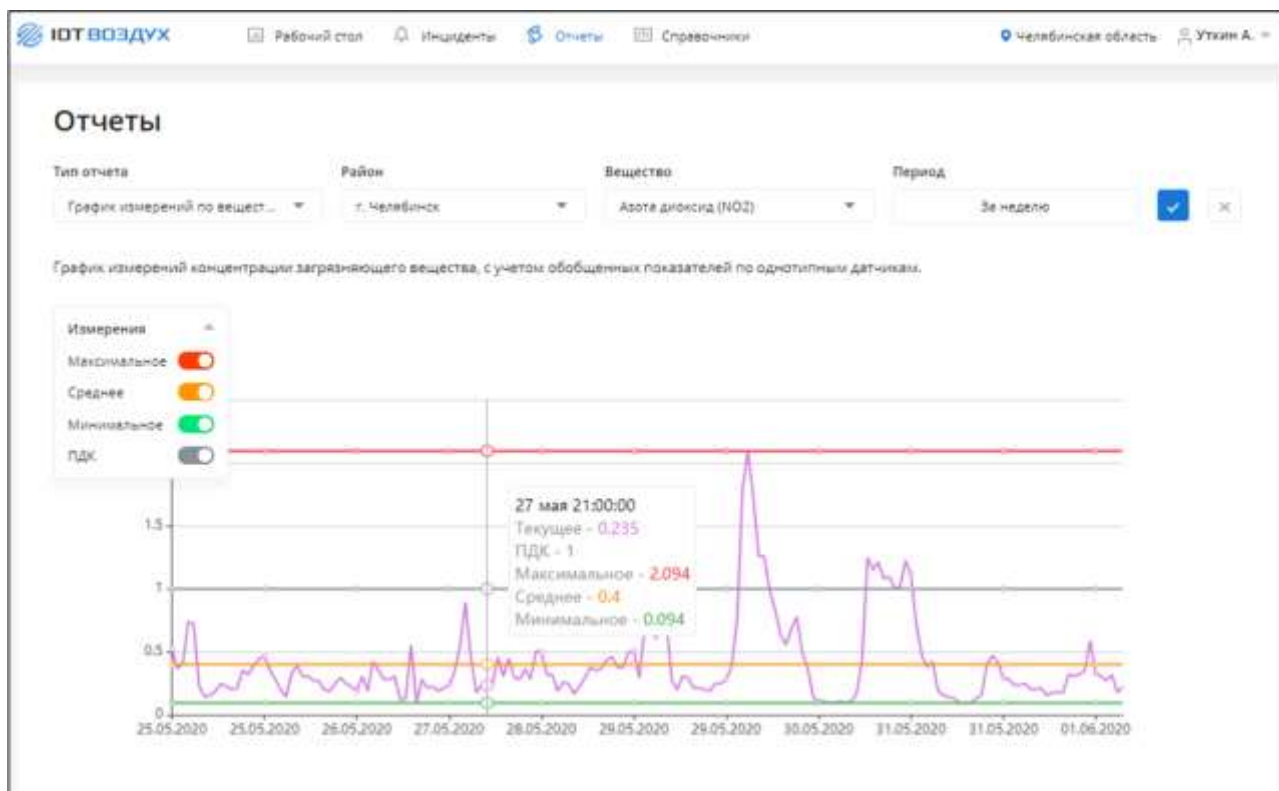 IOT ВОЗДУХ Рабочий стол Инциденты Отчеты Справочники Челябинская область Уткин А.
Отчеты
Тип отчета Район Вещество Период
График измерений по вещест... г. Челябинск Азота диоксид (NO2) За неделю
График измерений концентрации загрязняющего вещества, с учетом обобщенных показателей по однотипным датчикам.
Измерения
Максимальное
Среднее
Минимальное
ПДК
27 мая 21:00:00
Текущее - 0.235
ПДК - 1
Максимальное - 2.094
Среднее - 0.4
Минимальное - 0.094
1.5
1
0.5
0
25.05.2020 25.05.2020 26.05.2020 27.05.2020 28.05.2020 29.05.2020 29.05.2020 30.05.2020 31.05.2020 31.05.2020 01.06.2020